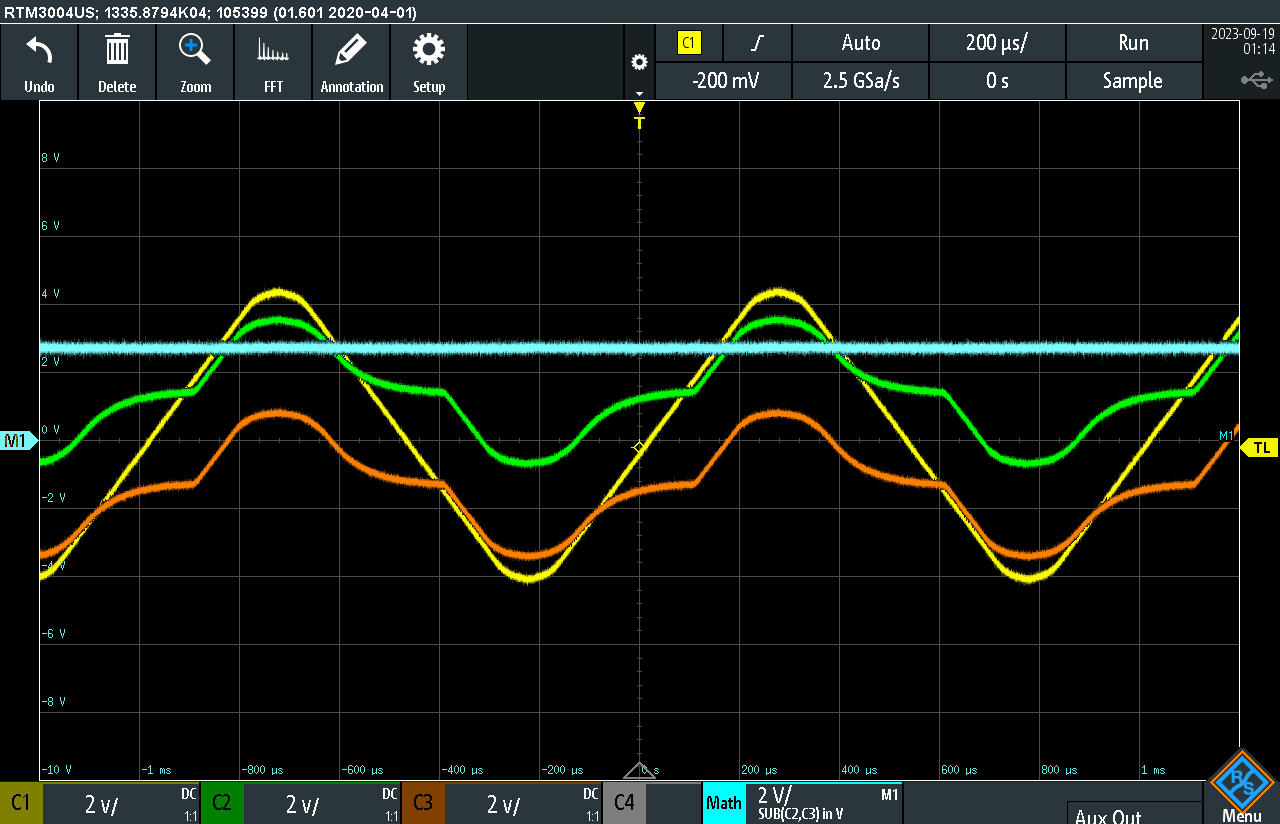 RTM3004US; 1335.8794K04; 105399 (01.601 2020-04-01)
Undo
Delete
Zoom
FFT
Annotation
Setup
C1
Auto
200 µs/
Run
2023-09-19
01:14
-200 mV
2.5 GSa/s
0 s
Sample
T
8 V
6 V
4 V
2 V
0 V
M1
M1
TL
-2 V
-4 V
-6 V
-8 V
-10 V
-1 ms
-800 µs
-600 µs
-400 µs
-200 µs
0 s
200 µs
400 µs
600 µs
800 µs
1 ms
C1
2 V/
DC
1:1
C2
2 V/
DC
1:1
C3
2 V/
DC
1:1
C4
Math
2 V/
M1
SUB(C2,C3) in V
Aux Out
R&S
Menu